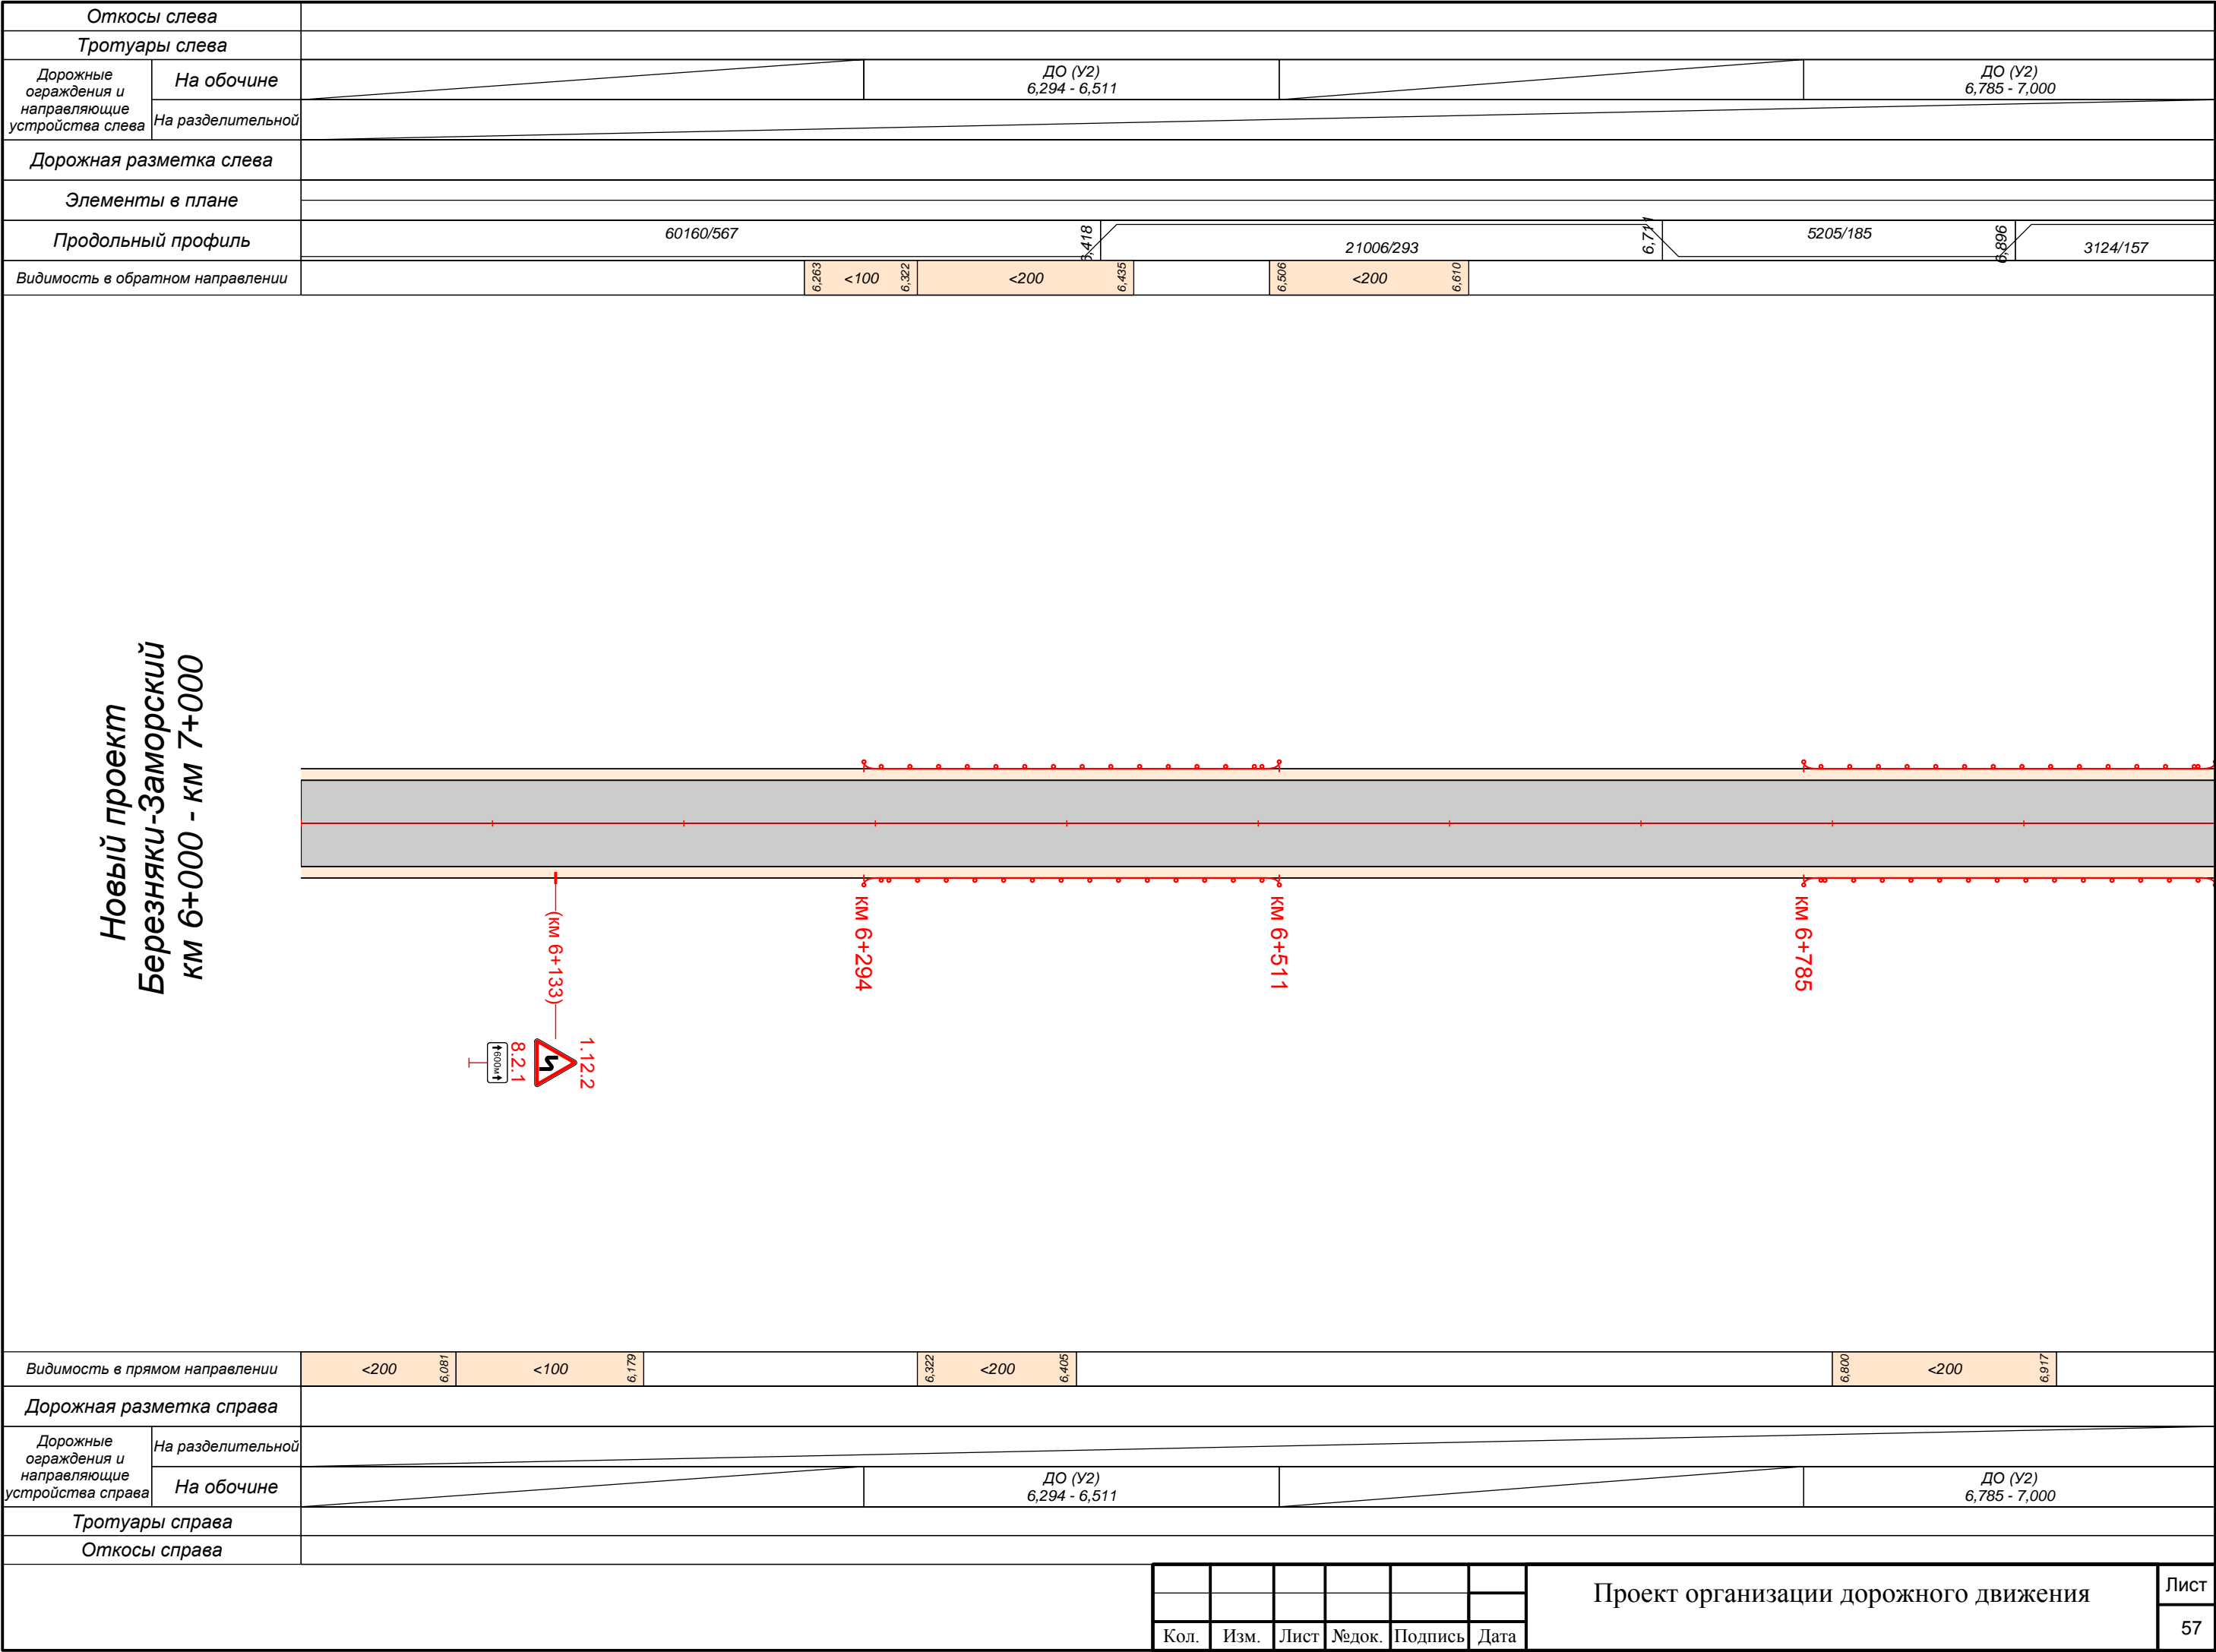 Откосы слева
Тротуары слева
Дорожные
ограждения и
направляющие
устройства слева
На обочине
ДО (У2)
6,294 - 6,511
ДО (У2)
6,785 - 7,000
На разделительной
Дорожная разметка слева
Элементы в плане
Продольный профиль
60160/567
6,418
21006/293
6,711
5205/185
6,896
3124/157
Видимость в обратном направлении
6,263
<100
6,322
<200
6,435
6,506
<200
6,610
Новый проект
Березняки-Заморский
км 6+000 - км 7+000
(км 6+133)
км 6+294
км 6+511
км 6+785
1.12.2
8.2.1
600м
Видимость в прямом направлении
<200
6,081
<100
6,179
6,322
<200
6,405
6,800
<200
6,917
Дорожная разметка справа
Дорожные
ограждения и
направляющие
устройства справа
На разделительной
На обочине
ДО (У2)
6,294 - 6,511
ДО (У2)
6,785 - 7,000
Тротуары справа
Откосы справа
Проект организации дорожного движения
Лист
57
Кол. Изм. Лист №док. Подпись Дата